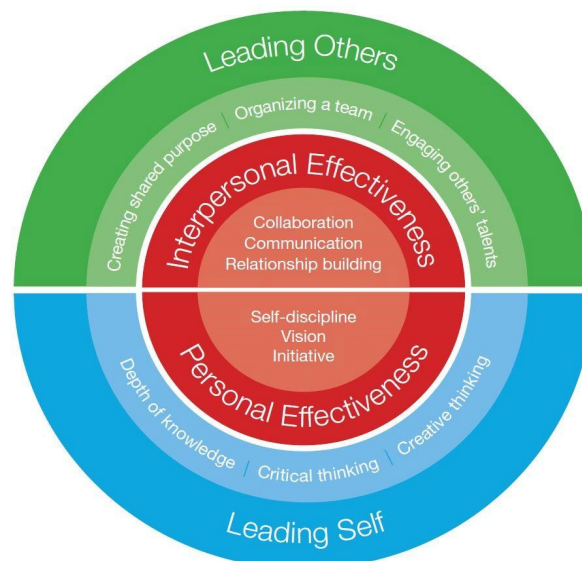 Leading Others
Creating shared purpose | Organizing a team | Engaging others' talents
Interpersonal Effectiveness
Collaboration
Communication
Relationship building
Self-discipline
Vision
Initiative
Personal Effectiveness
Depth of knowledge | Critical thinking | Creative thinking
Leading Self